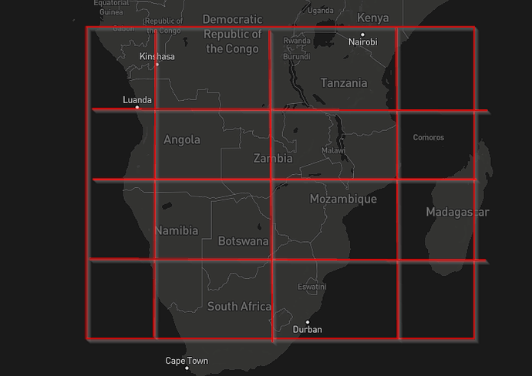 Equatorial
Guinea
Gabon
Republic of
the Congo
Democratic
Republic of
the Congo
Uganda
Kenya
Rwanda
Burundi
Nairobi
Kinshasa
Tanzania
Luanda
Angola
Zambia
Malawi
Comoros
Mozambique
Madagascar
Namibia
Botswana
Eswatini
South Africa
Durban
Cape Town